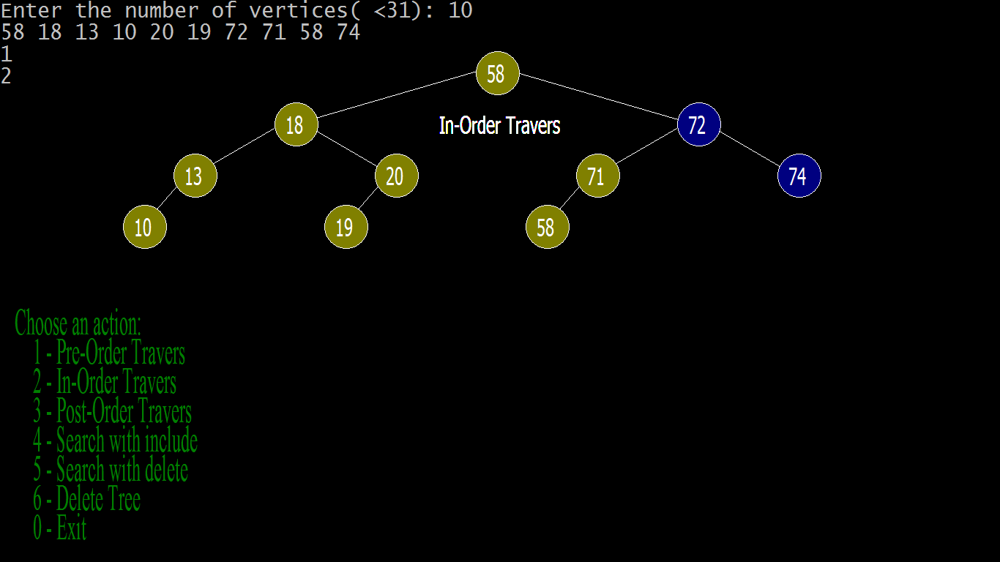 Enter the number of vertices( <31): 10
58 18 13 10 20 19 72 71 58 74
1
2
58
18
In-Order Travers
72
13
20
71
74
10
19
58
Choose an action:
1 - Pre-Order Travers
2 - In-Order Travers
3 - Post-Order Travers
4 - Search with include
5 - Search with delete
6 - Delete Tree
0 - Exit